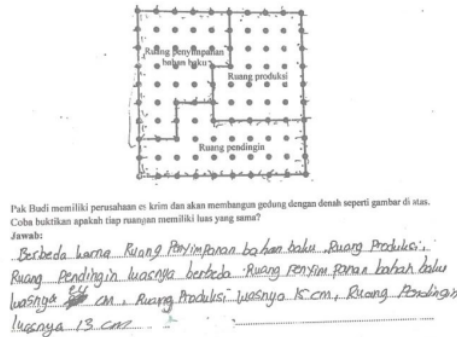 Ruang penyimpanan
bahan baku
Ruang produksi
Ruang pendingin
Pak Budi memiliki perusahaan es krim dan akan membangun gedung dengan denah seperti gambar di atas.
Coba buktikan apakah tiap ruangan memiliki luas yang sama?
Jawab:
Berbeda karna Ruang Penyimpanan bahan baku, Ruang Produksi,
Ruang Pendingin luasnya berbeda. Ruang Penyimpanan bahan baku
luasnya cm, Ruang Produksi luasnya 15 cm, Ruang Pendingin
luasnya 13 cm